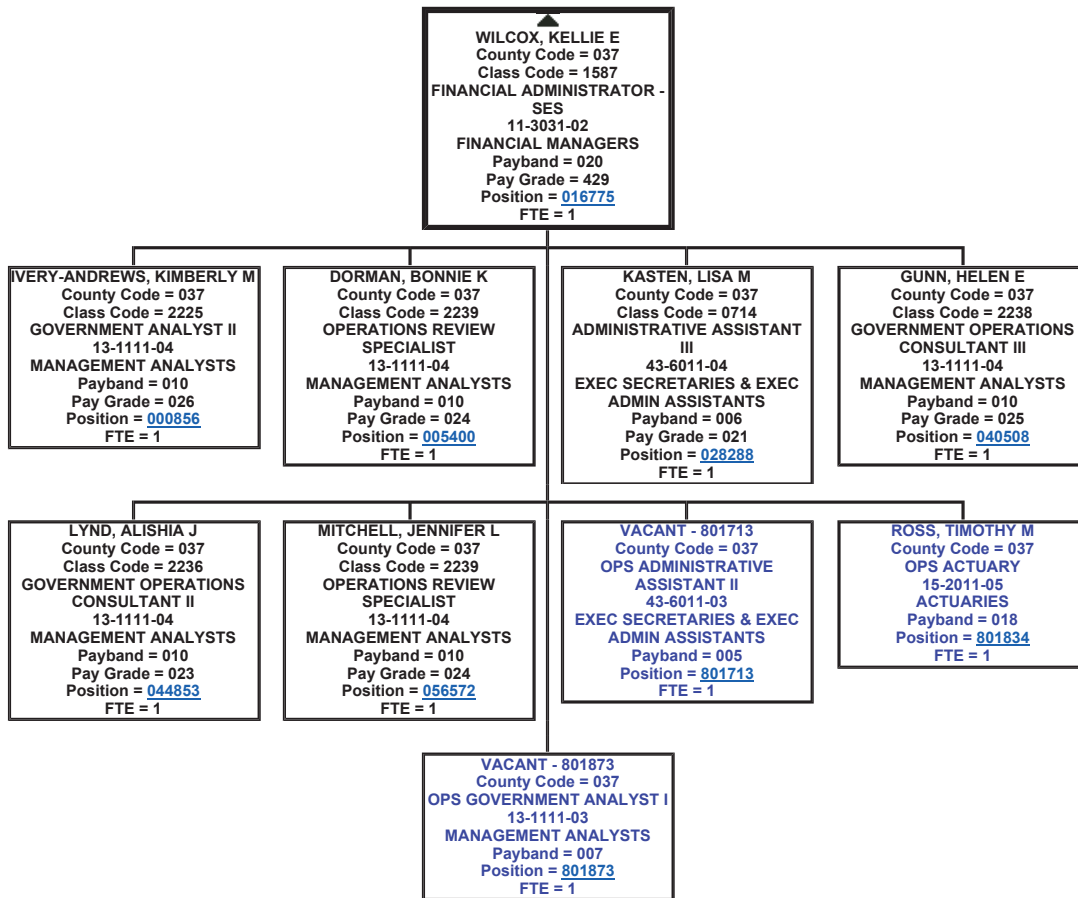 WILCOX, KELLIE E
County Code = 037
Class Code = 1587
FINANCIAL ADMINISTRATOR -
SES
11-3031-02
FINANCIAL MANAGERS
Payband = 020
Pay Grade = 429
Position = 016775
FTE = 1
IVERY-ANDREWS, KIMBERLY M
County Code = 037
Class Code = 2225
GOVERNMENT ANALYST II
13-1111-04
MANAGEMENT ANALYSTS
Payband = 010
Pay Grade = 026
Position = 000856
FTE = 1
DORMAN, BONNIE K
County Code = 037
Class Code = 2239
OPERATIONS REVIEW
SPECIALIST
13-1111-04
MANAGEMENT ANALYSTS
Payband = 010
Pay Grade = 024
Position = 005400
FTE = 1
KASTEN, LISA M
County Code = 037
Class Code = 0714
ADMINISTRATIVE ASSISTANT
III
43-6011-04
EXEC SECRETARIES & EXEC
ADMIN ASSISTANTS
Payband = 006
Pay Grade = 021
Position = 028288
FTE = 1
GUNN, HELEN E
County Code = 037
Class Code = 2238
GOVERNMENT OPERATIONS
CONSULTANT III
13-1111-04
MANAGEMENT ANALYSTS
Payband = 010
Pay Grade = 025
Position = 040508
FTE = 1
LYND, ALISHIA J
County Code = 037
Class Code = 2236
GOVERNMENT OPERATIONS
CONSULTANT II
13-1111-04
MANAGEMENT ANALYSTS
Payband = 010
Pay Grade = 023
Position = 044853
FTE = 1
MITCHELL, JENNIFER L
County Code = 037
Class Code = 2239
OPERATIONS REVIEW
SPECIALIST
13-1111-04
MANAGEMENT ANALYSTS
Payband = 010
Pay Grade = 024
Position = 056572
FTE = 1
VACANT - 801713
County Code = 037
OPS ADMINISTRATIVE
ASSISTANT II
43-6011-03
EXEC SECRETARIES & EXEC
ADMIN ASSISTANTS
Payband = 005
Position = 801713
FTE = 1
ROSS, TIMOTHY M
County Code = 037
OPS ACTUARY
15-2011-05
ACTUARIES
Payband = 018
Position = 801834
FTE = 1
VACANT - 801873
County Code = 037
OPS GOVERNMENT ANALYST I
13-1111-03
MANAGEMENT ANALYSTS
Payband = 007
Position = 801873
FTE = 1